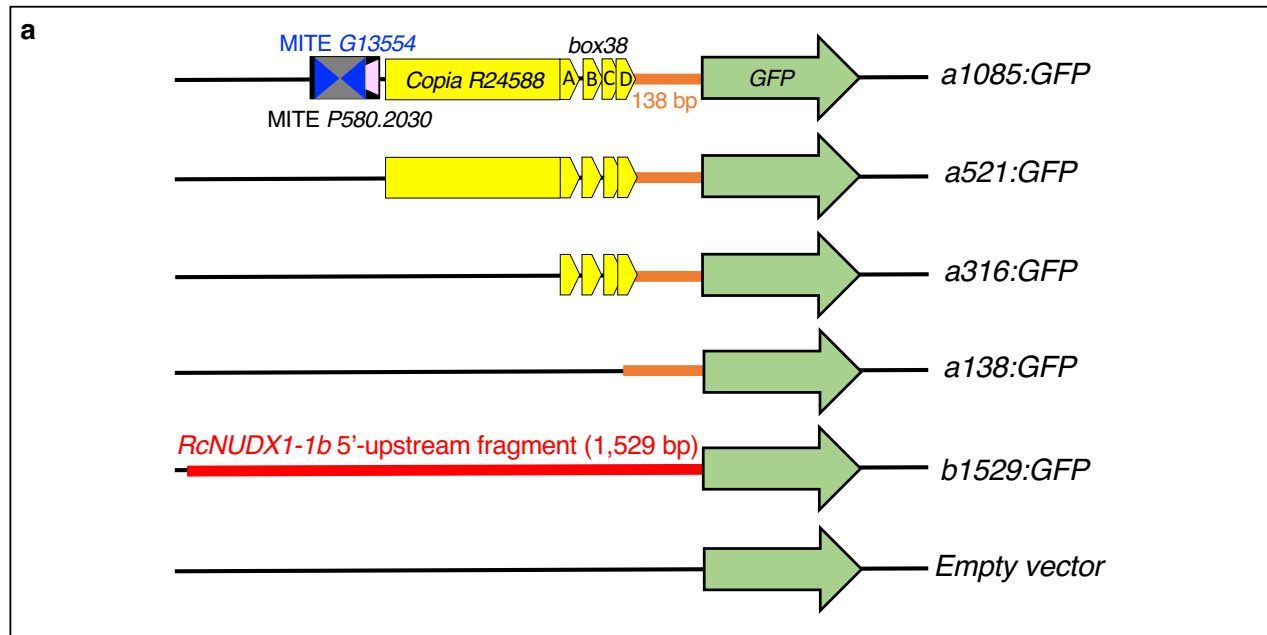 a
MITE G13554
box38
Copia R24588
A
B
C
D
GFP
a1085:GFP
138 bp
MITE P580.2030
a521:GFP
a316:GFP
a138:GFP
RcNUDX1-1b 5’-upstream fragment (1,529 bp)
b1529:GFP
Empty vector